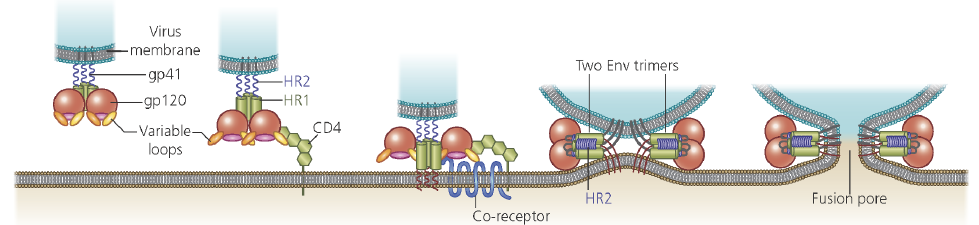 Virus
membrane
gp41
gp120
Variable
loops
HR2
HR1
CD4
Co-receptor
Two Env trimers
HR2
Fusion pore